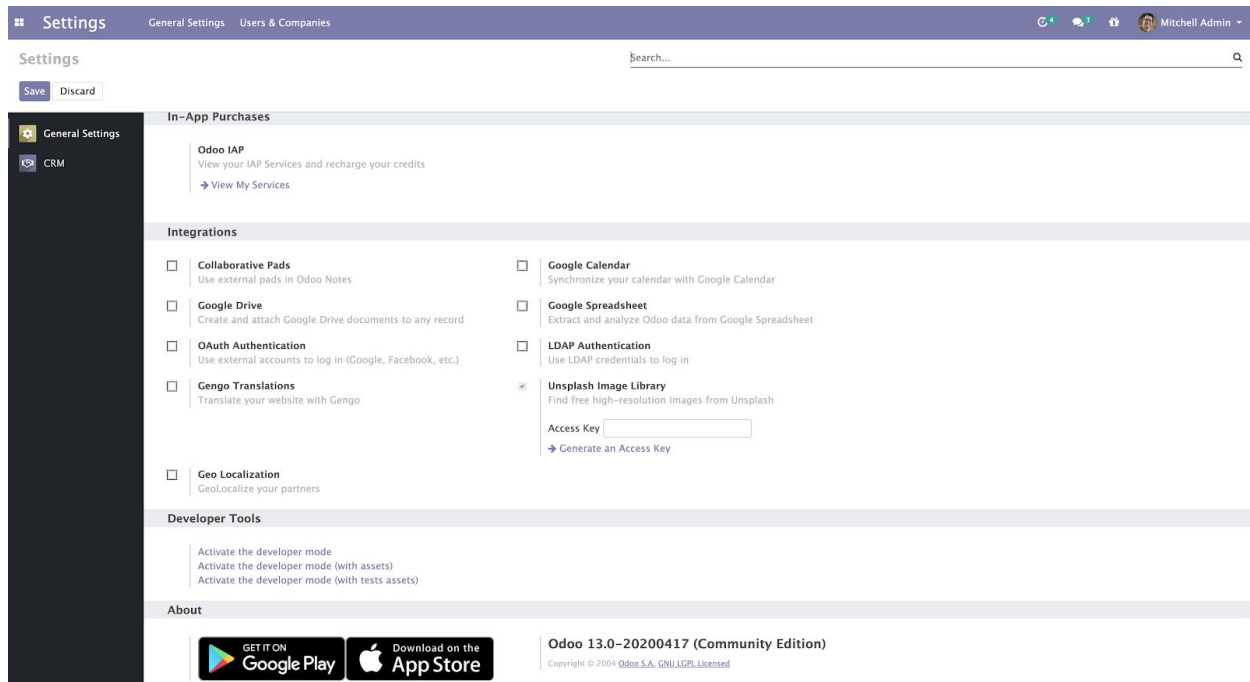 Settings General Settings Users & Companies 4 3 Mitchell Admin
Settings Search...
Save Discard
General Settings
CRM
In-App Purchases
Odoo IAP
View your IAP Services and recharge your credits
View My Services
Integrations
Collaborative Pads
Use external pads in Odoo Notes
Google Calendar
Synchronize your calendar with Google Calendar
Google Drive
Create and attach Google Drive documents to any record
Google Spreadsheet
Extract and analyze Odoo data from Google Spreadsheet
OAuth Authentication
Use external accounts to log in (Google, Facebook, etc.)
LDAP Authentication
Use LDAP credentials to log in
Gengo Translations
Translate your website with Gengo
Unsplash Image Library
Find free high-resolution images from Unsplash
Access Key
Generate an Access Key
Geo Localization
GeoLocalize your partners
Developer Tools
Activate the developer mode
Activate the developer mode (with assets)
Activate the developer mode (with tests assets)
About
GET IT ON
Google Play
Download on the
App Store
Odoo 13.0-20200417 (Community Edition)
Copyright © 2004 Odoo S.A. GNU LGPL Licensed